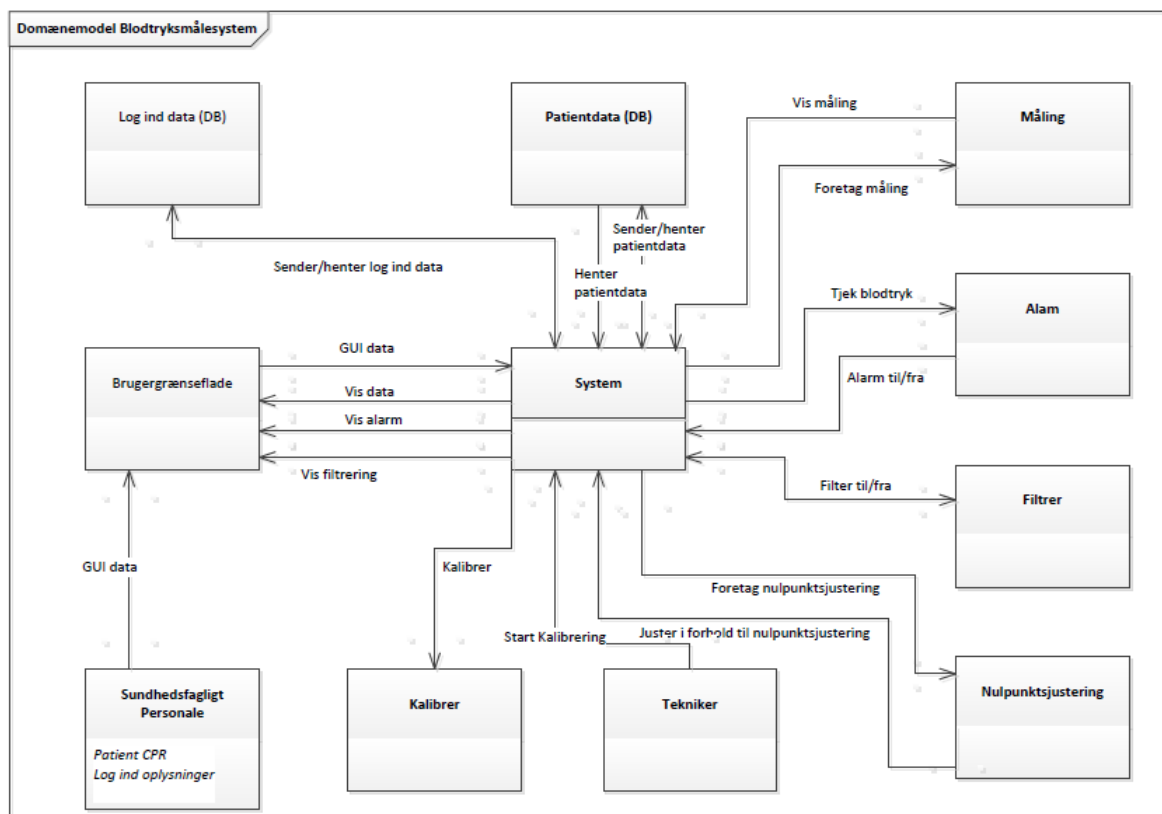 Domænemodel Blodtryksmålesystem
Log ind data (DB)
Patientdata (DB)
Vis måling
Måling
Foretag måling
Sender/henter
patientdata
Sender/henter log ind data
Henter
patientdata
Tjek blodtryk
Alam
GUI data
Brugergrænseflade
System
Vis data
Alarm til/fra
Vis alarm
Vis filtrering
Filter til/fra
Filtrer
GUI data
Kalibrer
Foretag nulpunktsjustering
Start Kalibrering
Juster i forhold til nulpunktsjustering
Sundhedsfagligt
Personale
Patient CPR
Log ind oplysninger
Kalibrer
Tekniker
Nulpunktsjustering